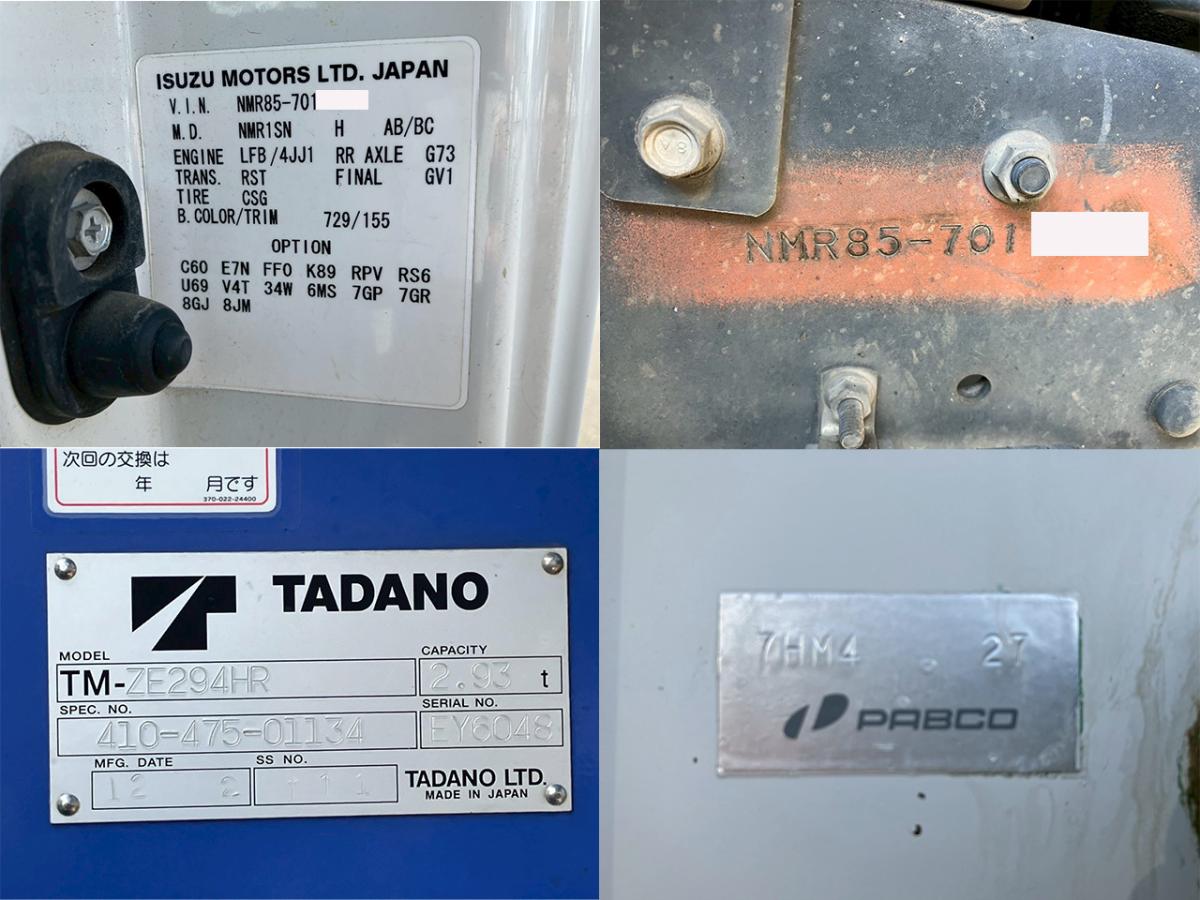 ISUZU MOTORS LTD. JAPAN
V.I.N. NMR85-701
M.D. NMR1SN H AB/BC
ENGINE LFB/4JJ1 RR AXLE G73
TRANS. RST FINAL GV1
TIRE CSG
B.COLOR/TRIM 729/155
OPTION
C60 E7N FF0 K89 RPV RS6
U69 V4T 34W 6MS 7GP 7GR
8GJ 8JM
NMR85-701
8.A
次回の交換は
年 月です
370-022-24400
TADANO
MODEL CAPACITY
TM-ZE294HR 2.93 t
SPEC. NO. SERIAL NO.
410-475-01134 EY6048
MFG. DATE SS NO.
12 2
TADANO LTD.
MADE IN JAPAN
7HM4 . 27
PABCO